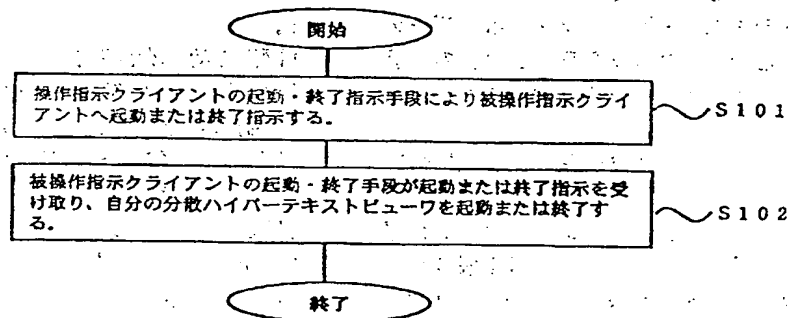 開始
操作指示クライアントの起動・終了指示手段により被操作指示クライ
アントへ起動または終了指示する。
S101
被操作指示クライアントの起動・終了手段が起動または終了指示を受
け取り、自分の分散ハイパーテキストビューワを起動または終了す
る。
S102
終了